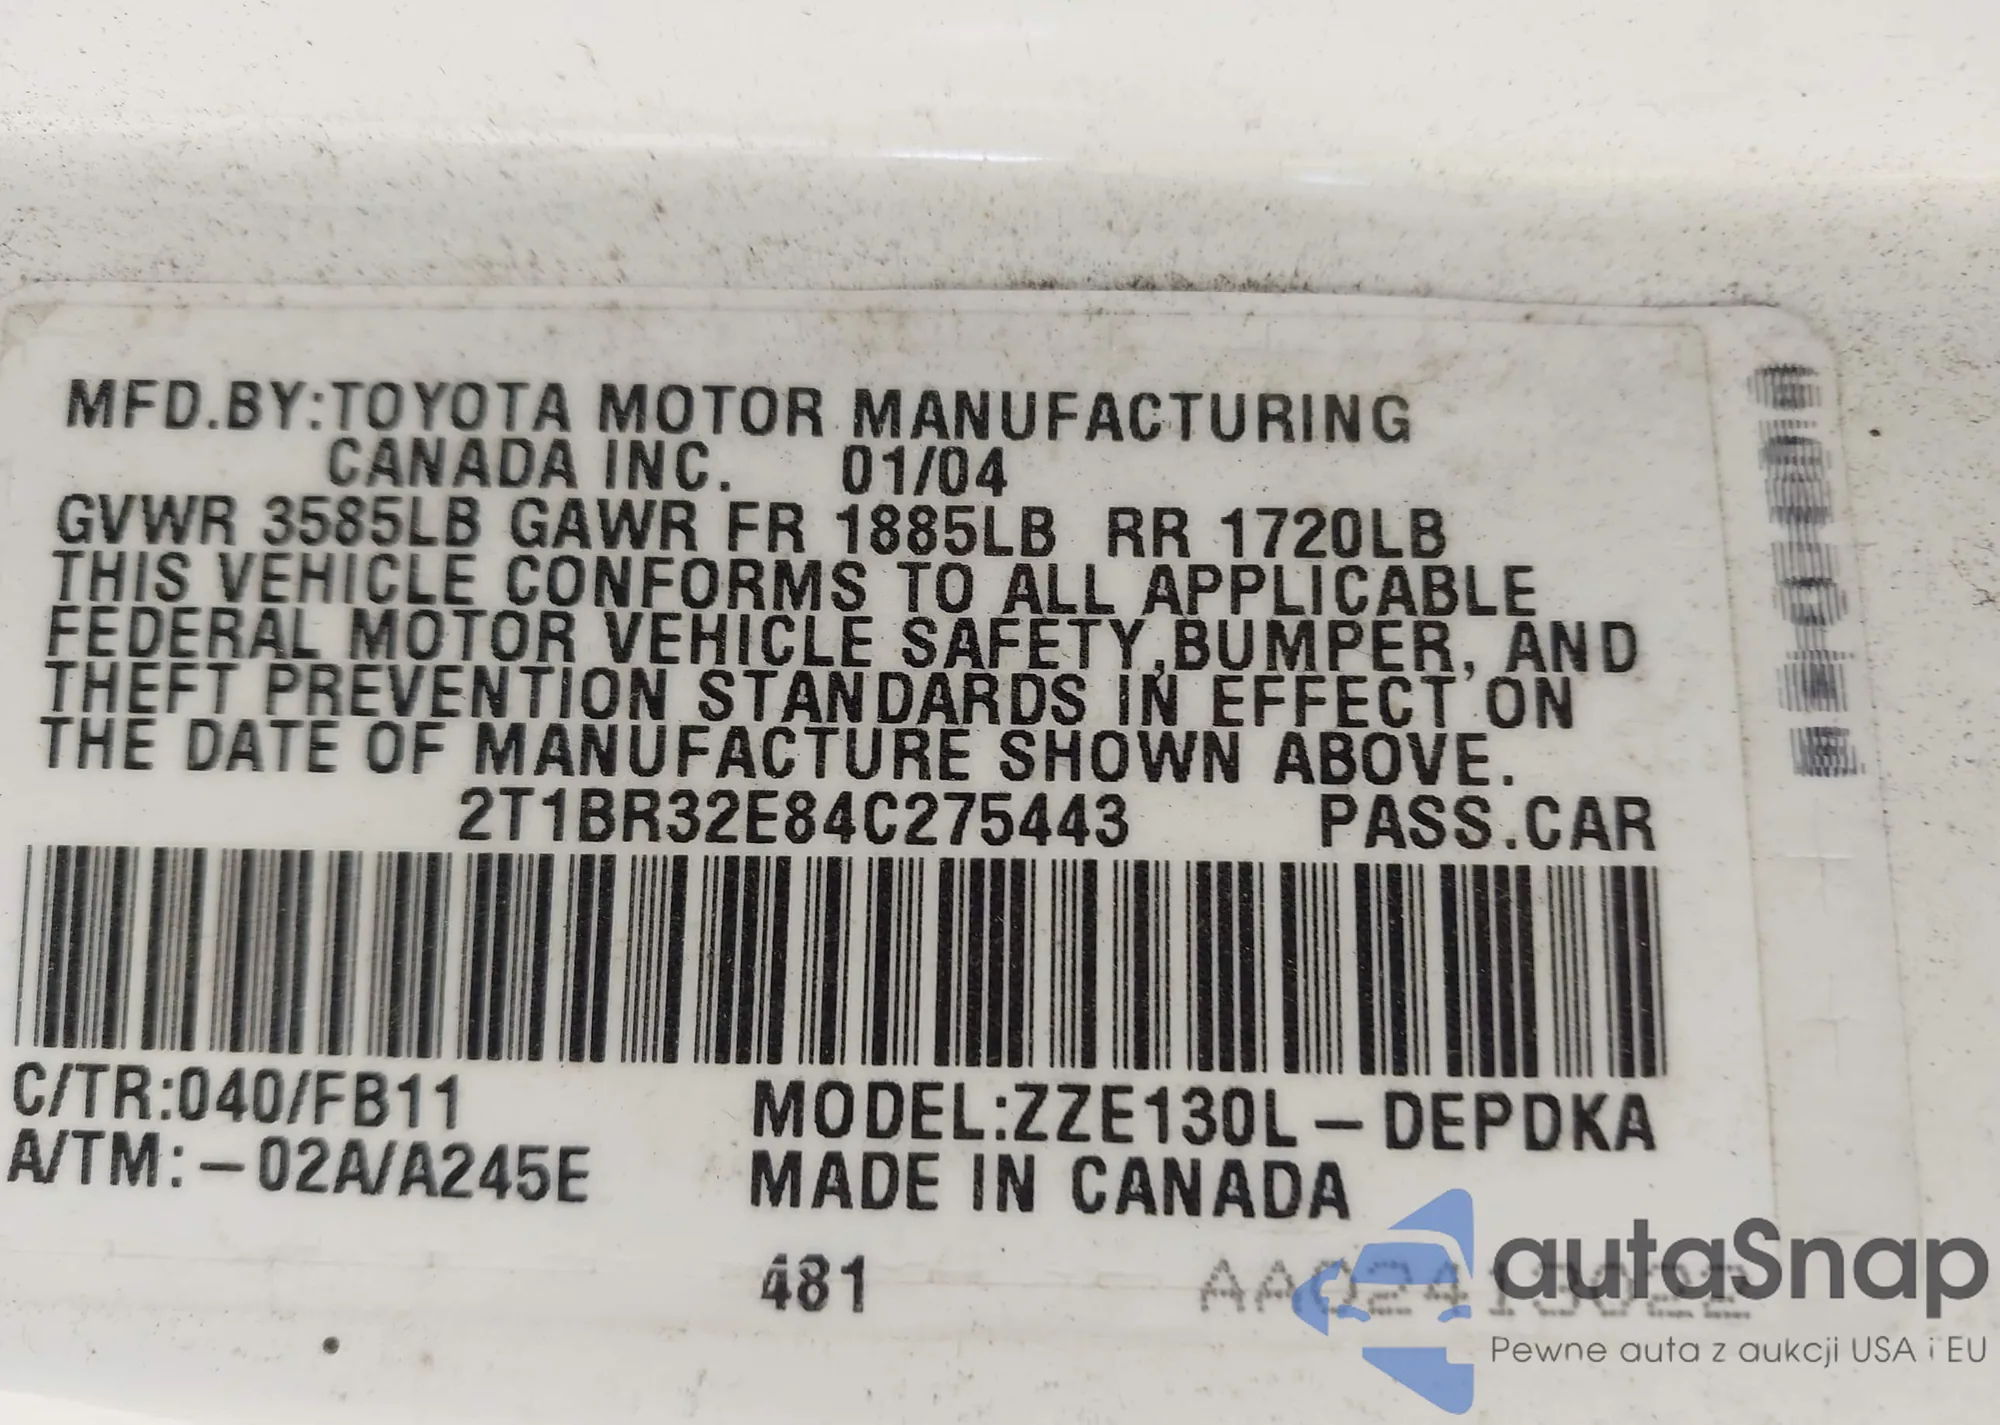 MFD.BY:TOYOTA MOTOR MANUFACTURING
CANADA INC. 01/04
GVWR 3585LB GAWR FR 1885LB RR 1720LB
THIS VEHICLE CONFORMS TO ALL APPLICABLE
FEDERAL MOTOR VEHICLE SAFETY,BUMPER, AND
THEFT PREVENTION STANDARDS IN EFFECT ON
THE DATE OF MANUFACTURE SHOWN ABOVE.
2T1BR32E84C275443 PASS.CAR
C/TR:040/FB11
A/TM:-02A/A245E
MODEL:ZZE130L-DEPDKA
MADE IN CANADA
481
autaSnap
Pewne auta z aukcji USA i EU